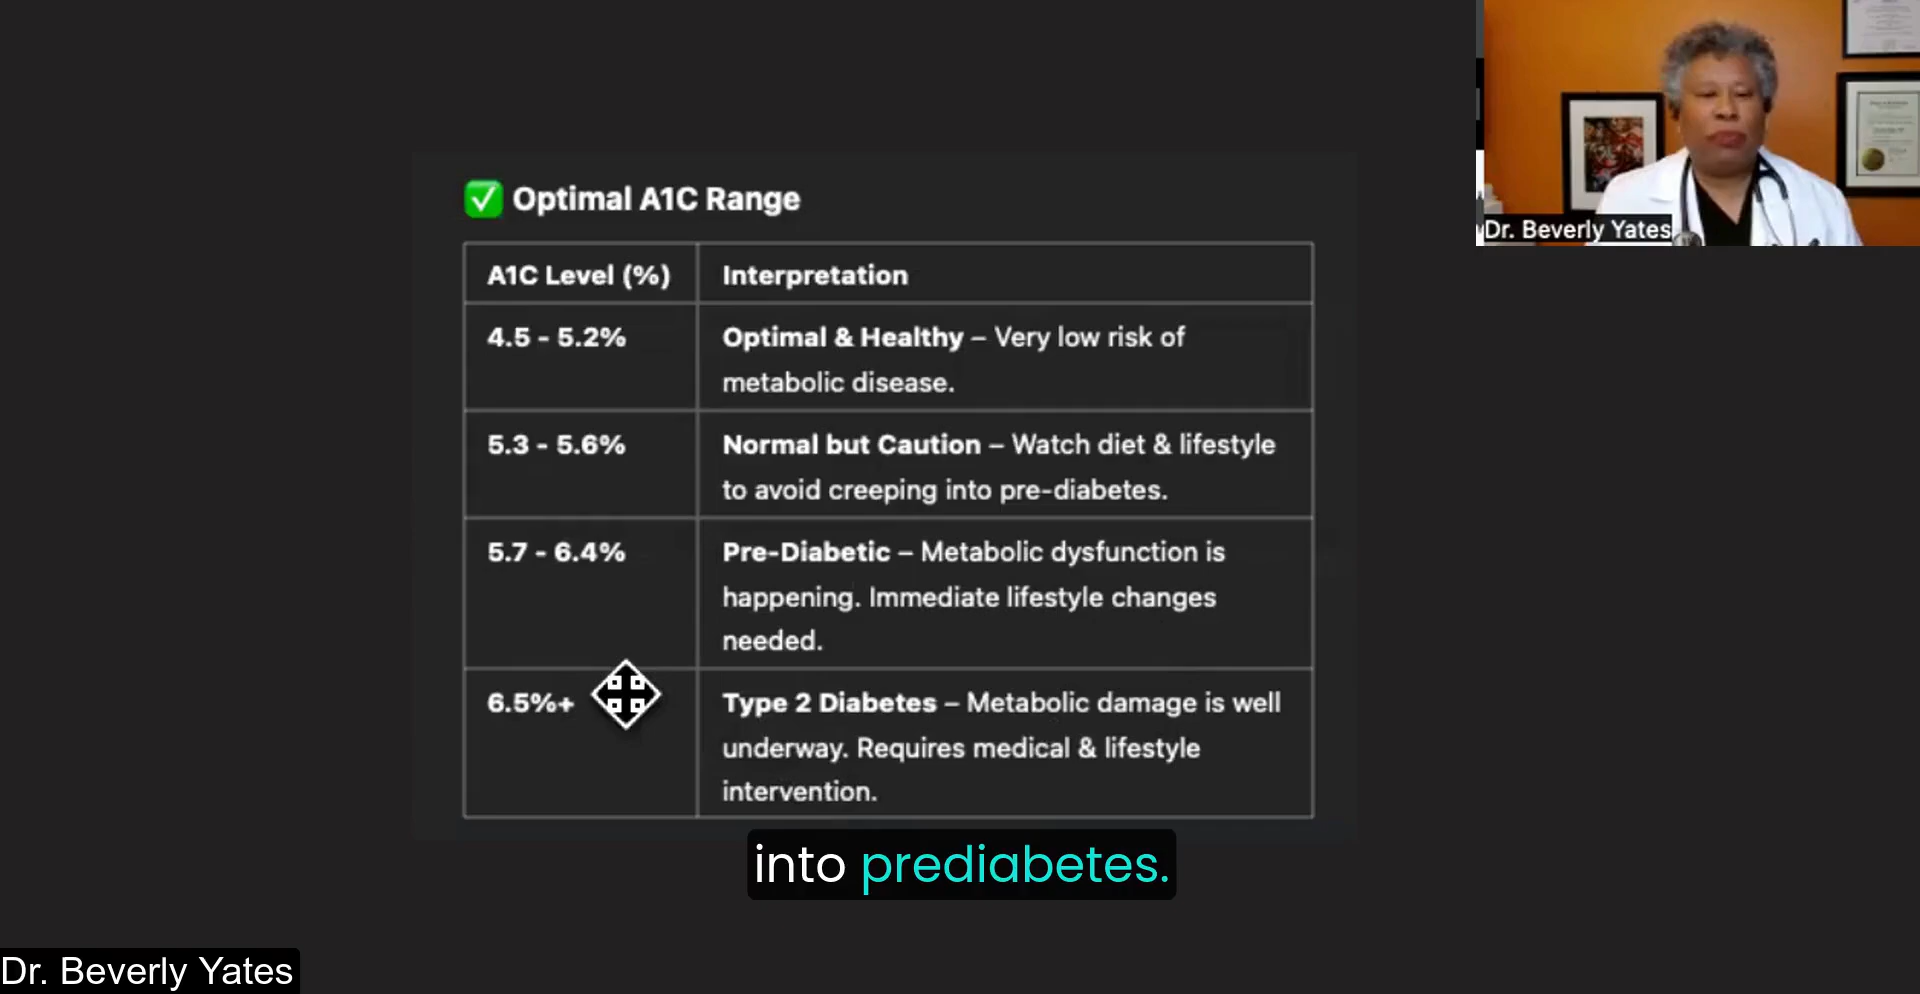 ✅ Optimal A1C Range
A1C Level (%)
Interpretation
4.5 - 5.2%
Optimal & Healthy – Very low risk of
metabolic disease.
5.3 - 5.6%
Normal but Caution – Watch diet & lifestyle
to avoid creeping into pre-diabetes.
5.7 - 6.4%
Pre-Diabetic – Metabolic dysfunction is
happening. Immediate lifestyle changes
needed.
6.5%+
Type 2 Diabetes – Metabolic damage is well
underway. Requires medical & lifestyle
intervention.
into prediabetes.
Dr. Beverly Yates
Dr. Beverly Yates